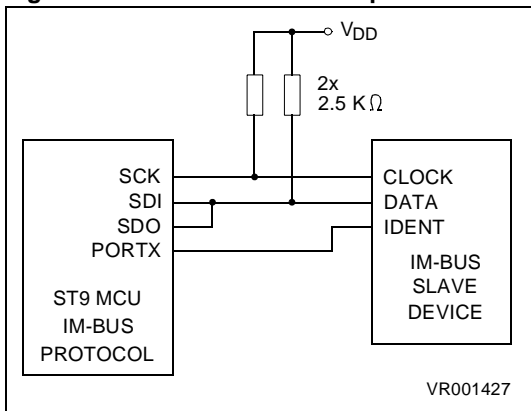 V_DD
2x
2.5 KΩ
SCK
SDI
SDO
PORTX
ST9 MCU
IM-BUS
PROTOCOL
CLOCK
DATA
IDENT
IM-BUS
SLAVE
DEVICE
VR001427